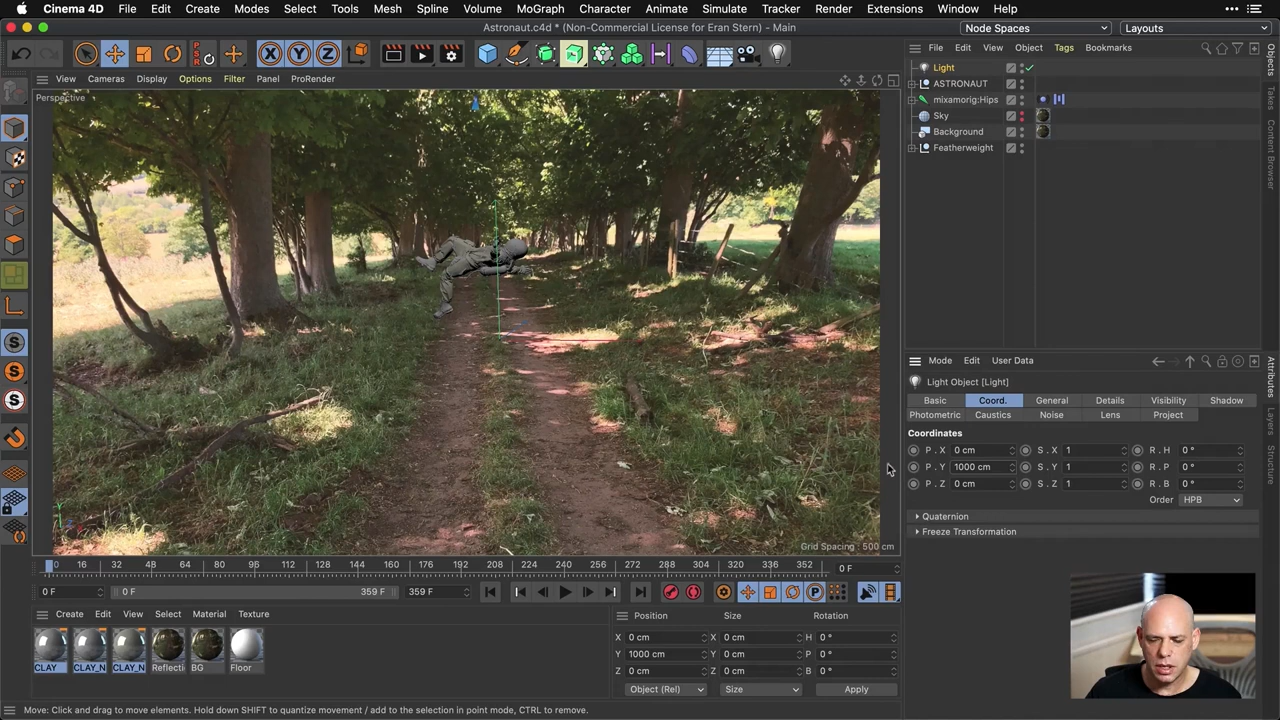 Cinema 4D File Edit Create Modes Select Tools Mesh Spline Volume MoGraph Character Animate Simulate Tracker Render Extensions Window Help
Astronaut.c4d * (Non-Commercial License for Eran Stern) - Main
Node Spaces Layouts
View Cameras Display Options Filter Panel ProRender
File Edit View Object Tags Bookmarks
Perspective
Light
ASTRONAUT
mixamorig:Hips
Sky
Background
Featherweight
Objects
Takes
Content Browser
Mode Edit User Data
Light Object [Light]
Basic Coord. General Details Visibility Shadow
Photometric Caustics Noise Lens Project
Coordinates
P . X 0 cm S . X 1 R . H 0 °
P . Y 1000 cm S . Y 1 R . P 0 °
P . Z 0 cm S . Z 1 R . B 0 °
Order HPB
Quaternion
Freeze Transformation
Attributes
Layers
Structure
Grid Spacing : 500 cm
0 16 32 48 64 80 96 112 128 144 160 176 192 208 224 240 256 272 288 304 320 336 352
0 F
0 F 0 F 359 F 359 F
Create Edit View Select Material Texture
CLAY CLAY_N CLAY_N Reflecti BG Floor
Position Size Rotation
X 0 cm X 0 cm H 0 °
Y 1000 cm Y 0 cm P 0 °
Z 0 cm Z 0 cm B 0 °
Object (Rel) Size Apply
Move: Click and drag to move elements. Hold down SHIFT to quantize movement / add to the selection in point mode, CTRL to remove.